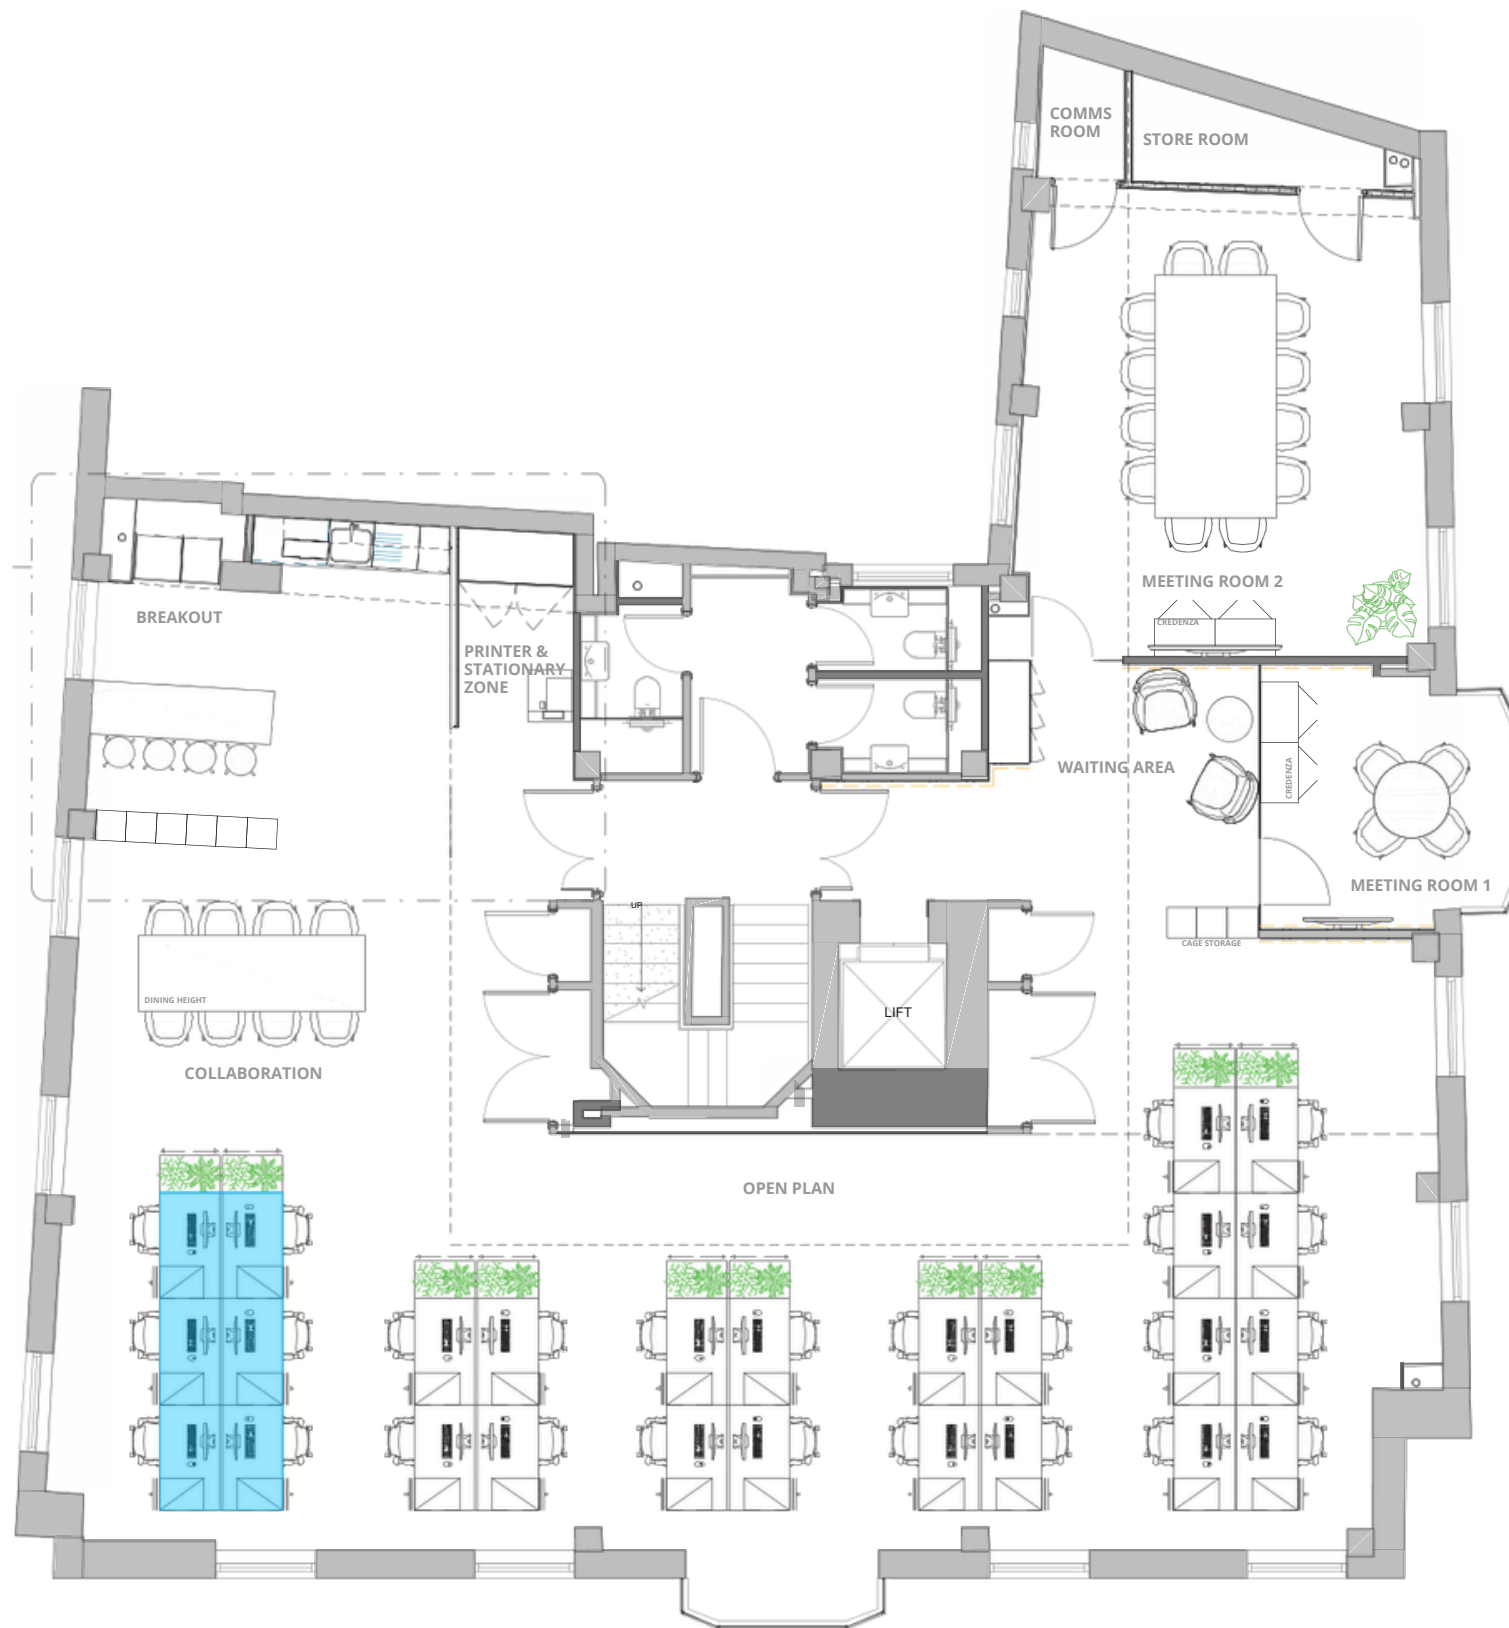 COMMS
ROOM
STORE ROOM
MEETING ROOM 2
CREDENZA
BREAKOUT
PRINTER &
STATIONARY
ZONE
WAITING AREA
CREDENZA
MEETING ROOM 1
UP
CAGE STORAGE
DINING HEIGHT
LIFT
COLLABORATION
OPEN PLAN